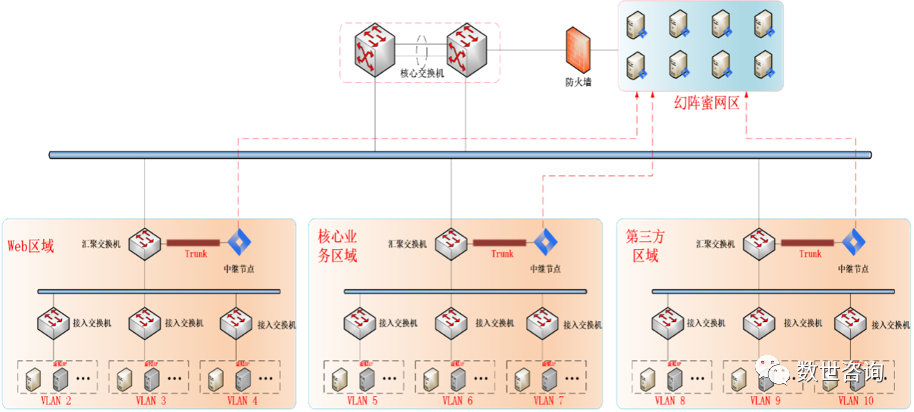 核心交换机
防火墙
幻阵蜜网区
Web区域
汇聚交换机
Trunk
中继节点
接入交换机
接入交换机
接入交换机
VLAN 2
VLAN 3
VLAN 4
核心业
务区域
汇聚交换机
Trunk
中继节点
接入交换机
接入交换机
接入交换机
VLAN 5
VLAN 6
VLAN 7
第三方
区域
汇聚交换机
Trunk
中继节点
接入交换机
接入交换机
接入交换机
VLAN 8
VLAN 9
VLAN 10
数世咨询